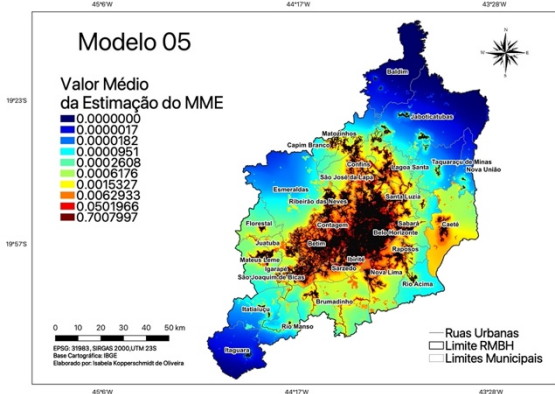 45°6'W
44°17'W
43°28'W
Modelo 05
N
Valor Médio
da Estimação do MME
0.0000000
0.0000017
0.0000182
0.0000951
0.0002608
0.0006176
0.0015327
0.0062933
0.0501966
0.7007997
19°23'S
19°57'S
Baldim
Jaboticatubas
Matozinhos
Capim Branco
Confins
Lagoa Santa
Taquaraçu de Minas
Nova União
São José da Lapa
Esmeraldas
Ribeirão das Neves
Santa Luzia
Florestal
Contagem
Sabará
Caeté
Belo Horizonte
Juatuba
Betim
Raposos
Mateus Leme
Ibirité
Igarapé
Sarzedo
Nova Lima
São Joaquim de Bicas
Rio Acima
Brumadinho
Itatiaiuçu
Rio Manso
Itaguara
0 10 20 30 40 50 km
EPSG: 31983, SIRGAS 2000,UTM 23S
Base Cartográfica: IBGE
Elaborado por: Isabela Kopperschmidt de Oliveira
Ruas Urbanas
Limite RMBH
Limites Municipais
45°6'W
44°17'W
43°28'W